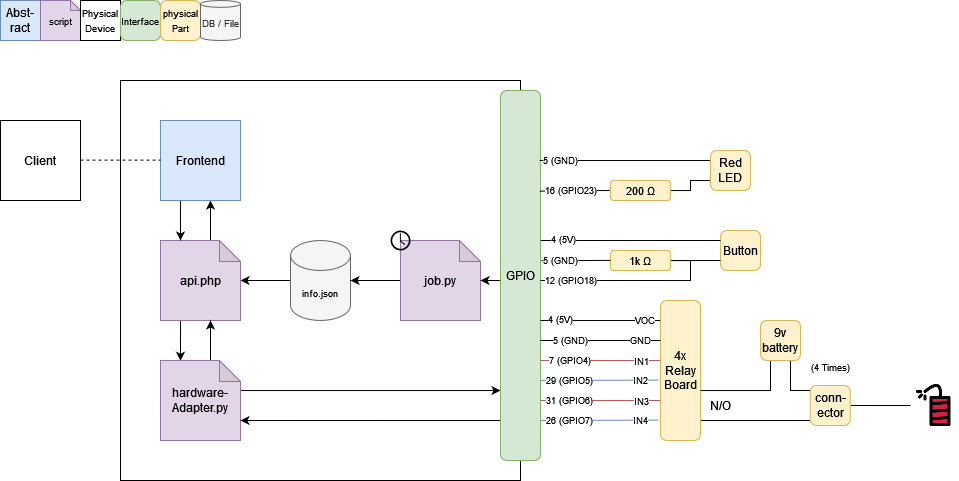 Abst-
ract
script
Physical
Device
Interface
physical
Part
DB / File
Client
Frontend
api.php
info.json
job.py
hardware-
Adapter.py
GPIO
5 (GND)
16 (GPIO23)
200 Ω
Red
LED
4 (5V)
5 (GND)
12 (GPIO18)
1k Ω
Button
4 (5V)
VOC
5 (GND)
GND
7 (GPIO4)
IN1
29 (GPIO5)
IN2
31 (GPIO6)
IN3
26 (GPIO7)
IN4
4x
Relay
Board
N/O
9v
battery
(4 Times)
conn-
ector